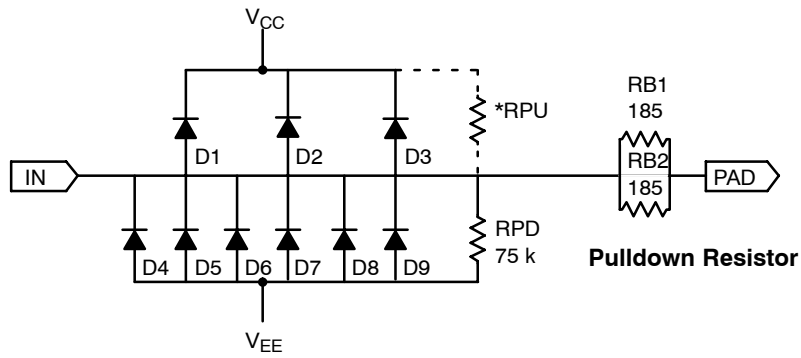 VCC
RB1
185
*RPU
D1
D2
D3
RB2
185
IN
PAD
RPD
75 k
D4
D5
D6
D7
D8
D9
Pulldown Resistor
VEE